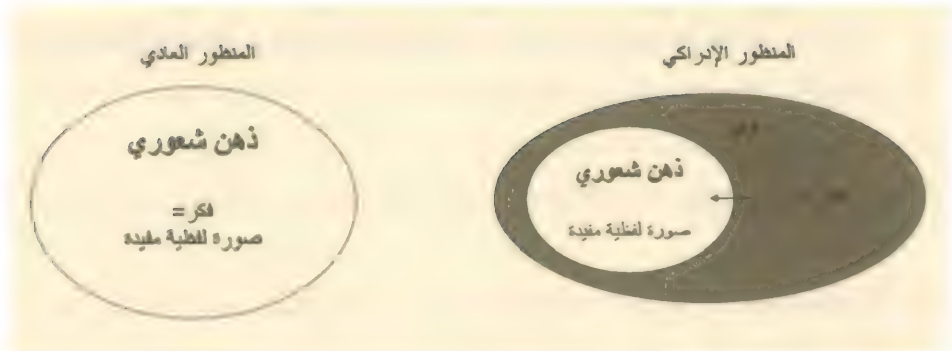 المنظور الإدراكي
ذهن شعوري
صورة لفظية مفيدة
المنظور العادي
ذهن شعوري
فكر =
صورة لفظية مفيدة